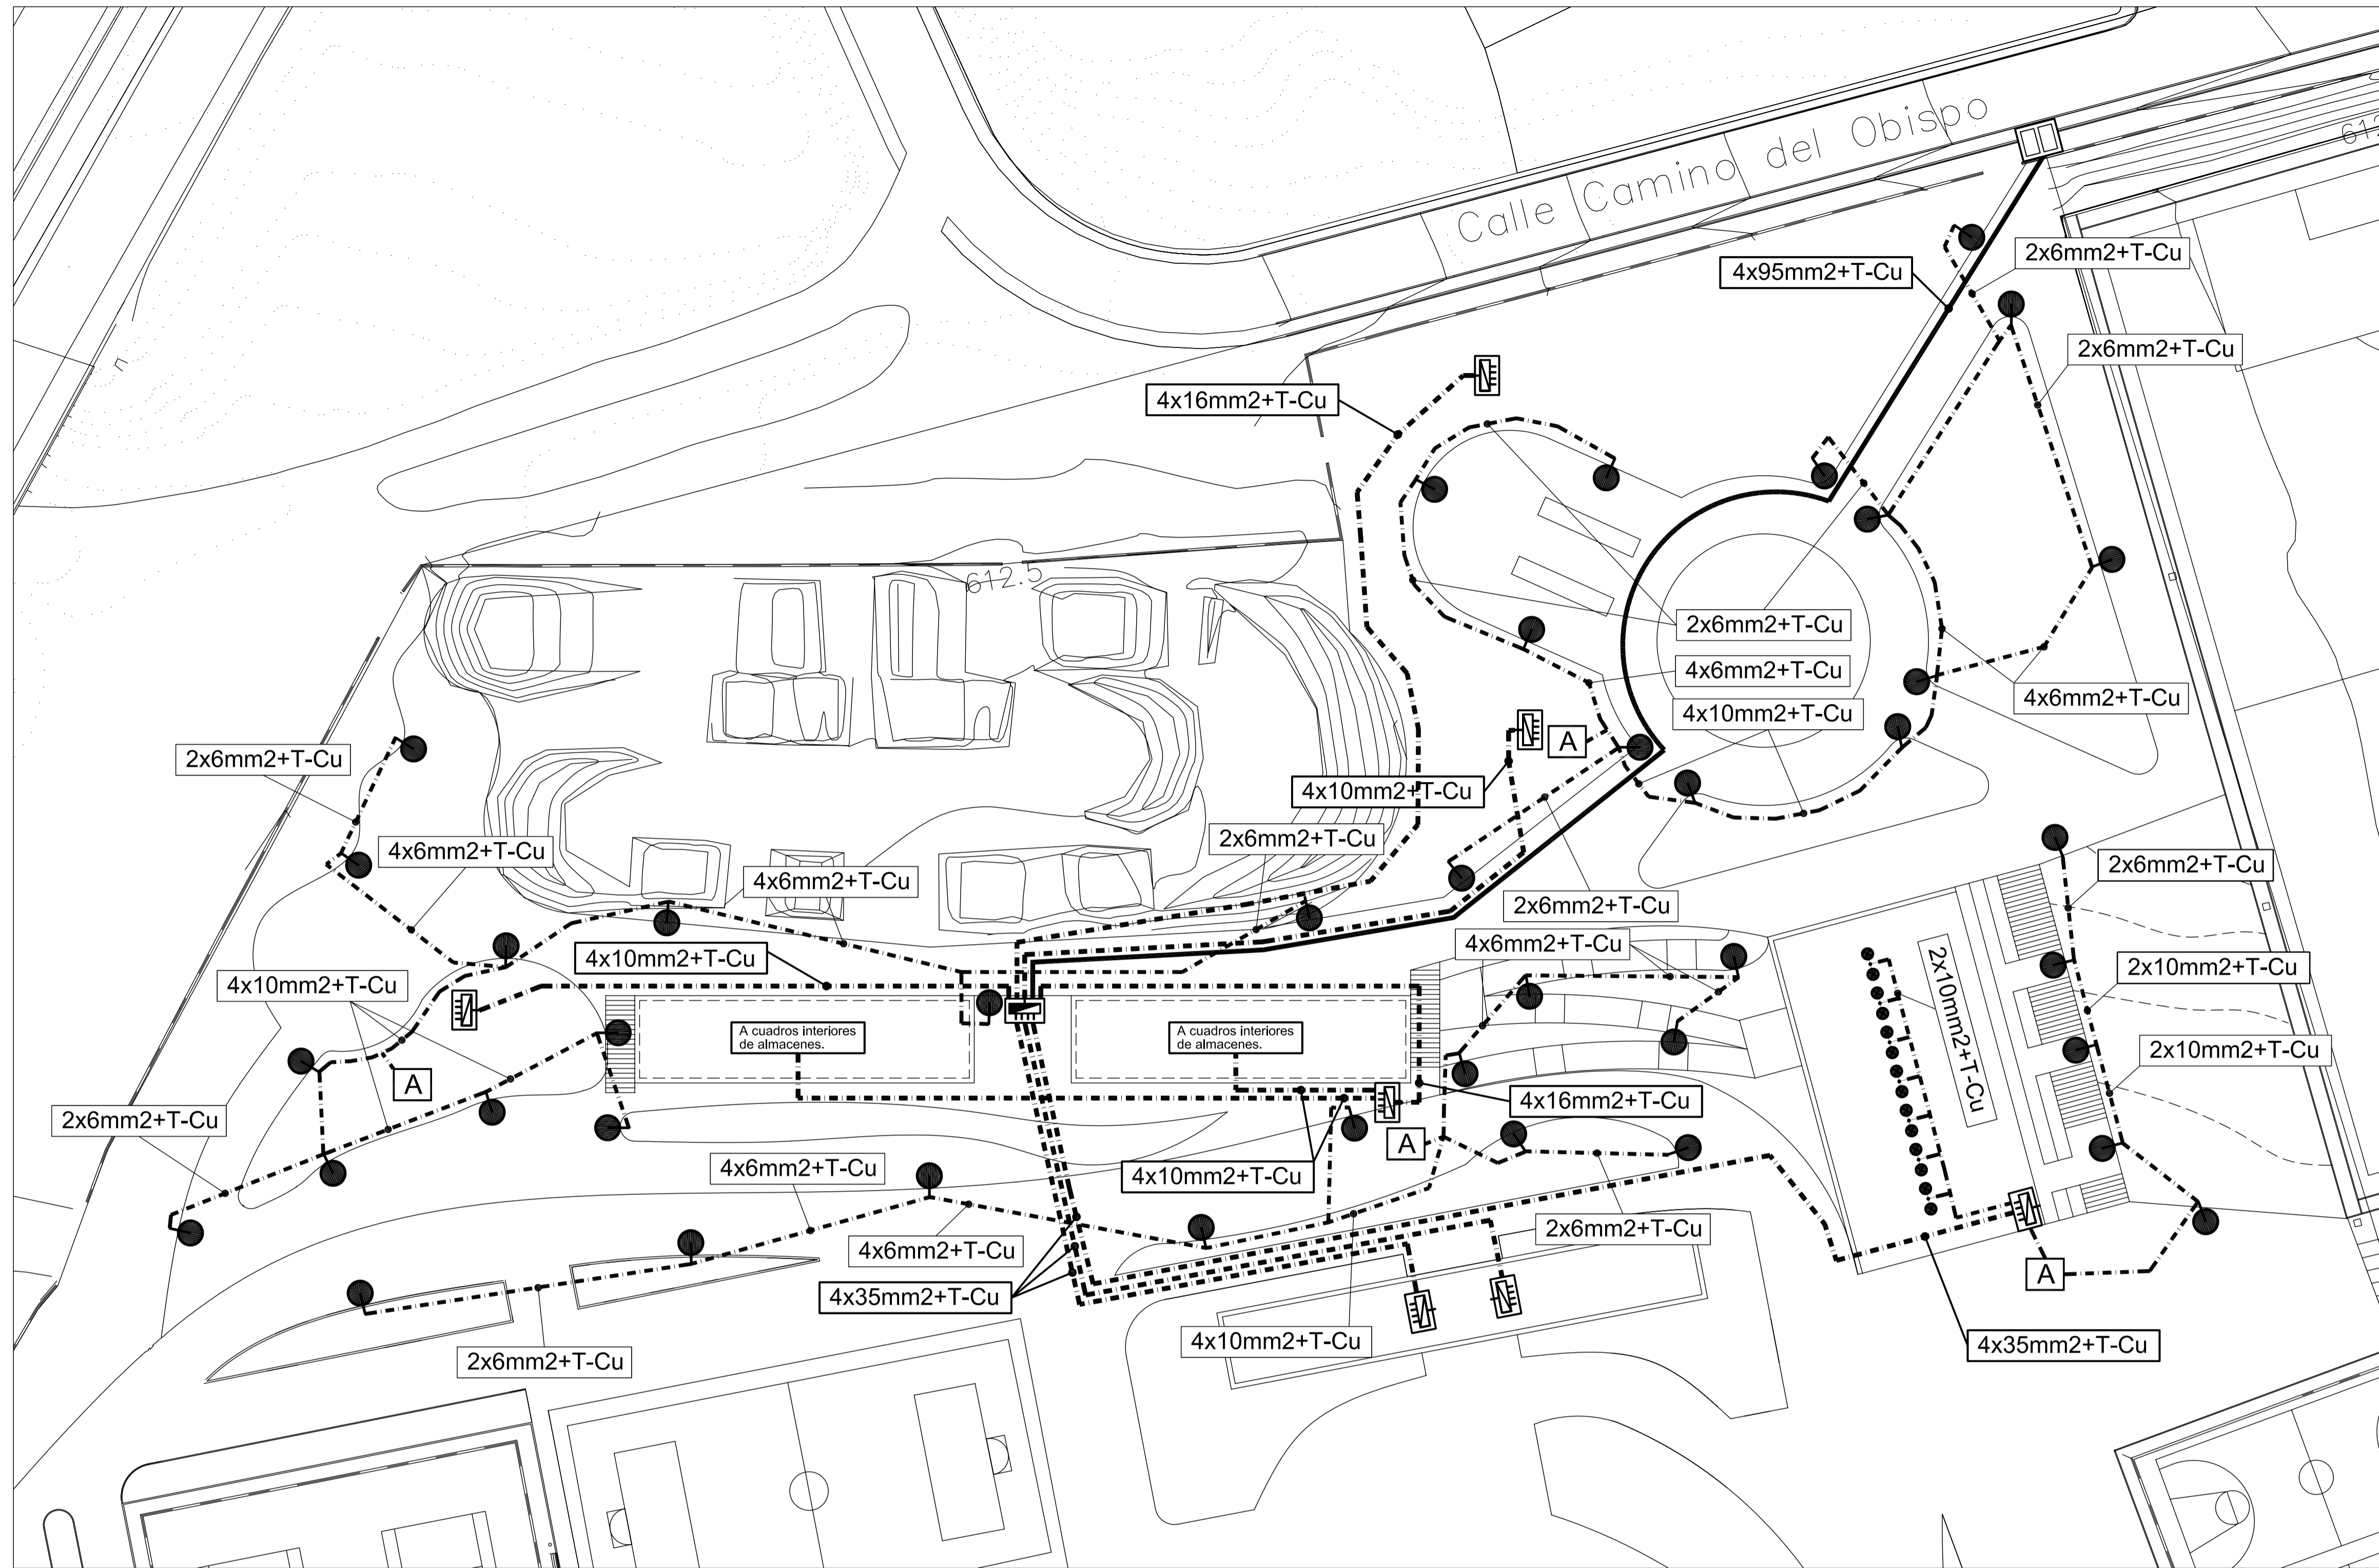 Calle Camino del Obispo
612
4x95mm2+T-Cu
2x6mm2+T-Cu
2x6mm2+T-Cu
4x16mm2+T-Cu
612.5
2x6mm2+T-Cu
4x6mm2+T-Cu
4x10mm2+T-Cu
4x6mm2+T-Cu
A
2x6mm2+T-Cu
4x10mm2+T-Cu
2x6mm2+T-Cu
4x6mm2+T-Cu
4x6mm2+T-Cu
2x6mm2+T-Cu
2x6mm2+T-Cu
4x6mm2+T-Cu
4x10mm2+T-Cu
2x10mm2+T-Cu
2x10mm2+T-Cu
4x10mm2+T-Cu
A cuadros interiores
de almacenes.
A cuadros interiores
de almacenes.
2x10mm2+T-Cu
A
4x16mm2+T-Cu
2x6mm2+T-Cu
A
4x6mm2+T-Cu
4x10mm2+T-Cu
2x6mm2+T-Cu
4x6mm2+T-Cu
A
4x35mm2+T-Cu
4x10mm2+T-Cu
4x35mm2+T-Cu
2x6mm2+T-Cu